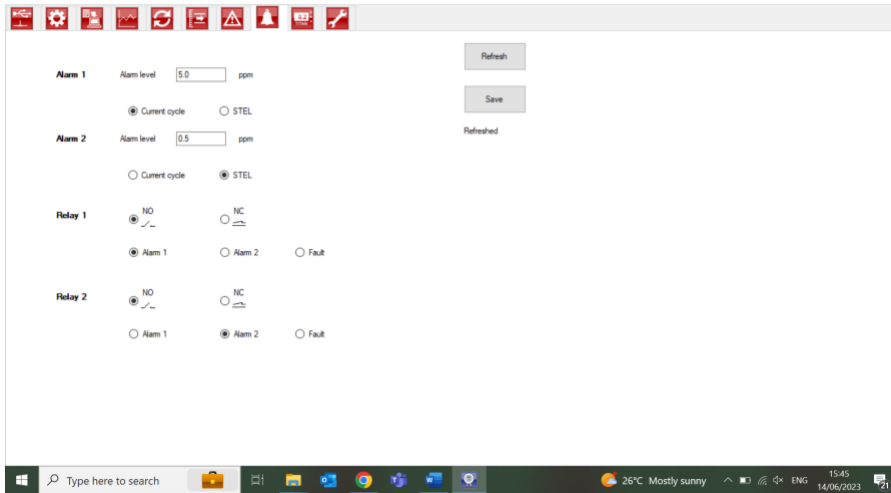 Refresh
Alarm 1 Alarm level 5.0 ppm
Save
Current cycle STEL
Refreshed
Alarm 2 Alarm level 0.5 ppm
Current cycle STEL
Relay 1 NO NC
Alarm 1 Alarm 2 Fault
Relay 2 NO NC
Alarm 1 Alarm 2 Fault
Type here to search
26°C Mostly sunny ENG 15:45
14/06/2023 21